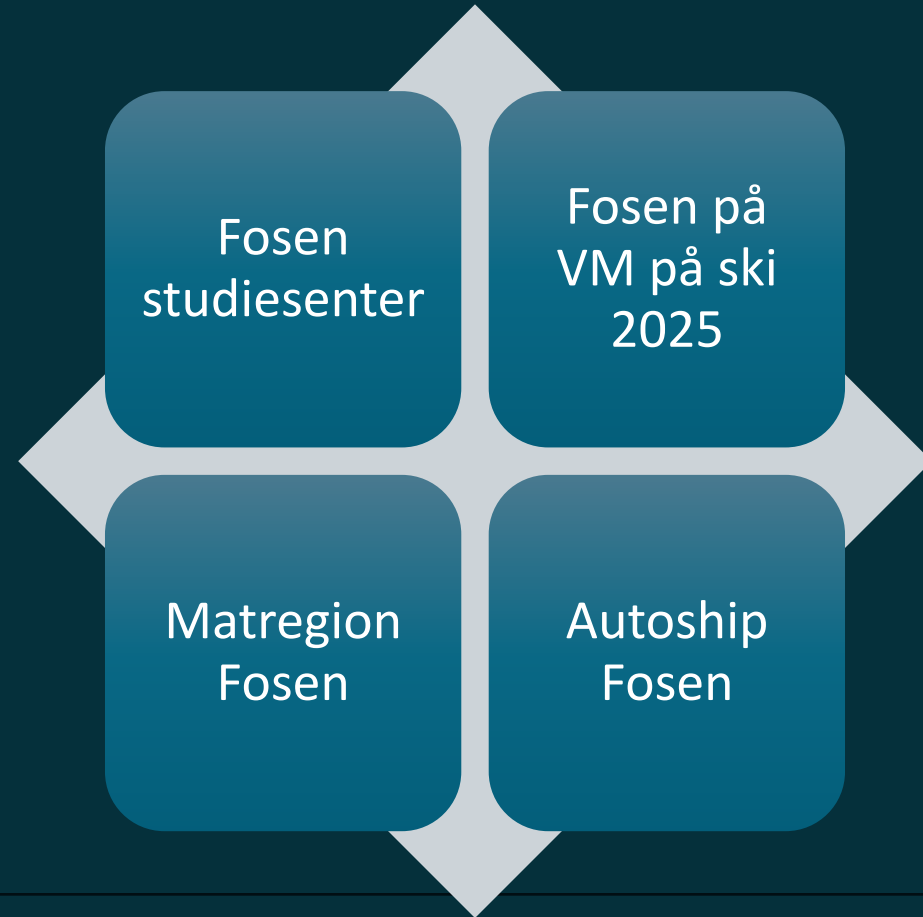 Fosen
studiesenter
Fosen på
VM på ski
2025
Matregion
Fosen
Autoship
Fosen